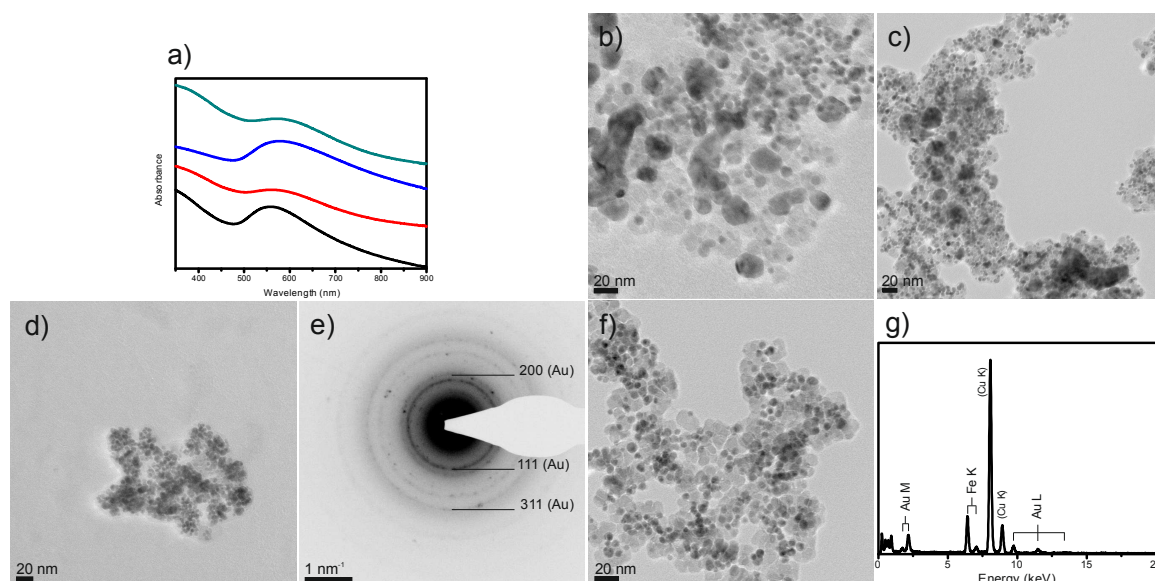 a)
Absorbance
400 500 600 700 800 900
Wavelength (nm)
b)
20 nm
c)
20 nm
d)
20 nm
e)
200 (Au)
111 (Au)
311 (Au)
1 nm⁻¹
f)
20 nm
g)
Au M
Fe K
(Cu K)
(Cu K)
Au L
0 5 10 15 20
Energy (keV)